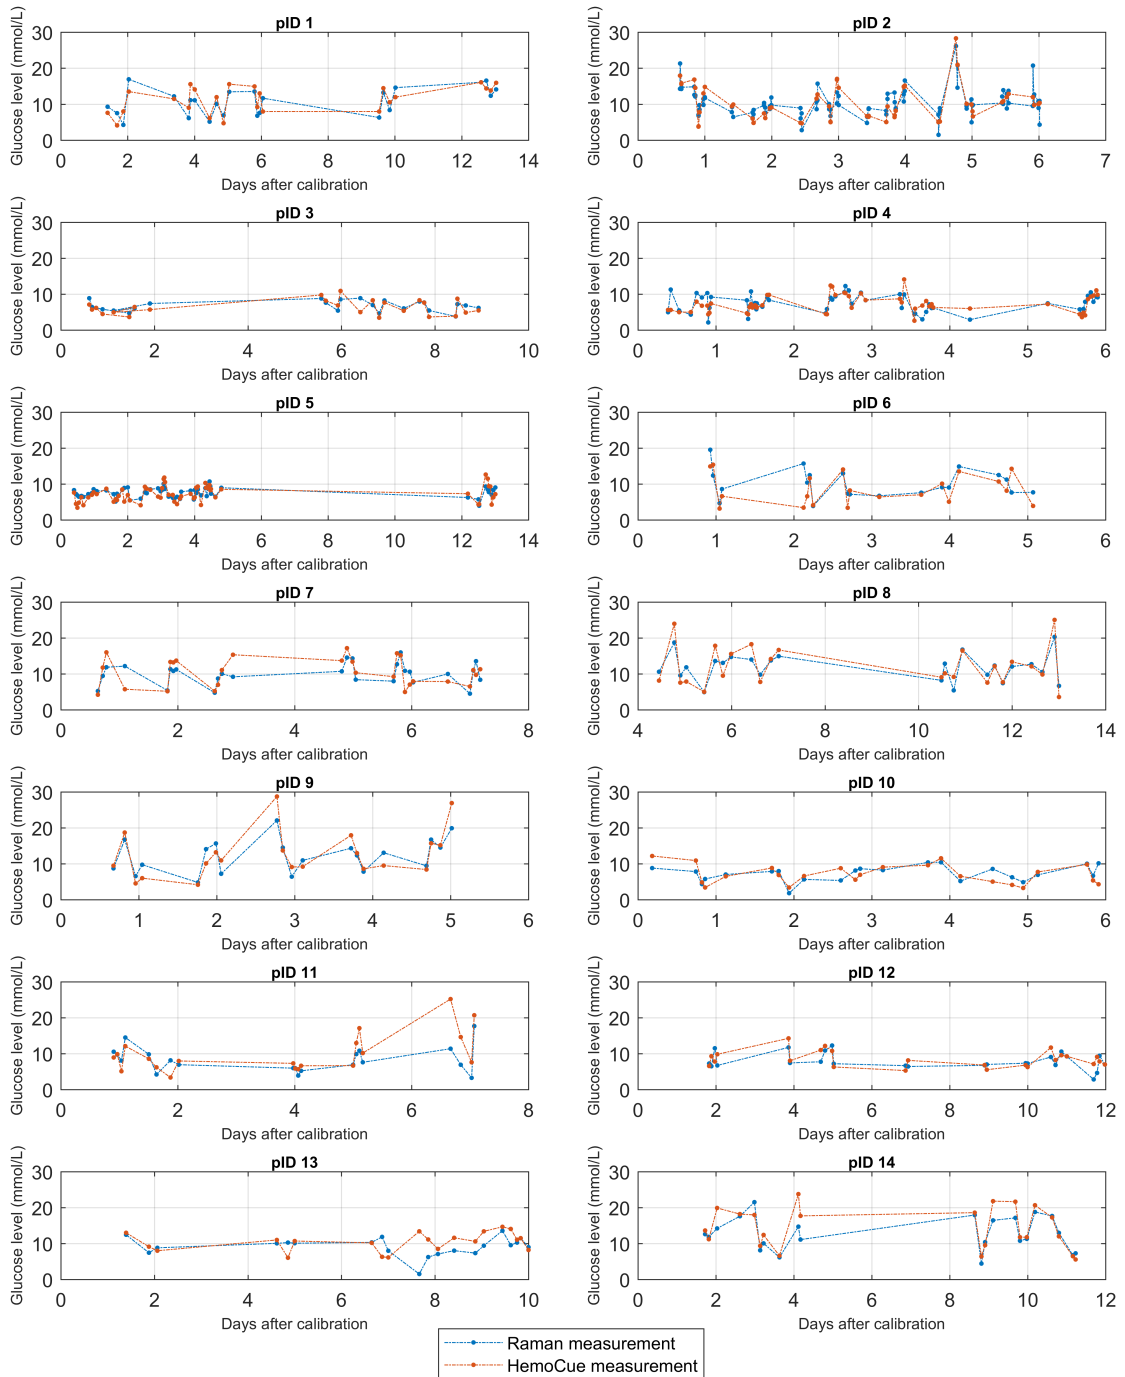 pID 1
30
20
10
0
Glucose level (mmol/L)
0 2 4 6 8 10 12 14
Days after calibration
pID 2
30
20
10
0
Glucose level (mmol/L)
0 1 2 3 4 5 6 7
Days after calibration
pID 3
30
20
10
0
Glucose level (mmol/L)
0 2 4 6 8 10
Days after calibration
pID 4
30
20
10
0
Glucose level (mmol/L)
0 1 2 3 4 5 6
Days after calibration
pID 5
30
20
10
0
Glucose level (mmol/L)
0 2 4 6 8 10 12 14
Days after calibration
pID 6
30
20
10
0
Glucose level (mmol/L)
0 1 2 3 4 5 6
Days after calibration
pID 7
30
20
10
0
Glucose level (mmol/L)
0 2 4 6 8
Days after calibration
pID 8
30
20
10
0
Glucose level (mmol/L)
4 6 8 10 12 14
Days after calibration
pID 9
30
20
10
0
Glucose level (mmol/L)
0 1 2 3 4 5 6
Days after calibration
pID 10
30
20
10
0
Glucose level (mmol/L)
0 1 2 3 4 5 6
Days after calibration
pID 11
30
20
10
0
Glucose level (mmol/L)
0 2 4 6 8
Days after calibration
pID 12
30
20
10
0
Glucose level (mmol/L)
0 2 4 6 8 10 12
Days after calibration
pID 13
30
20
10
0
Glucose level (mmol/L)
0 2 4 6 8 10
Days after calibration
pID 14
30
20
10
0
Glucose level (mmol/L)
0 2 4 6 8 10 12
Days after calibration
Raman measurement
HemoCue measurement